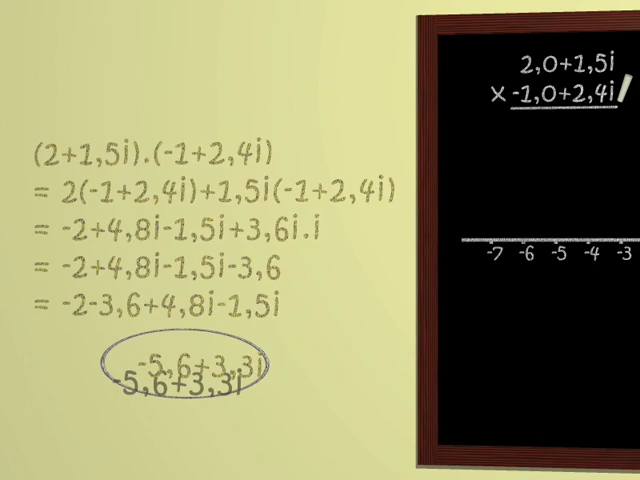 (2+1,5i).(-1+2,4i)
= 2(-1+2,4i)+1,5i(-1+2,4i)
= -2+4,8i-1,5i+3,6i.i
= -2+4,8i-1,5i-3,6
= -2-3,6+4,8i-1,5i
-5,6+3,3i
-5,6+3,3i
2,0+1,5i
× -1,0+2,4i
-7 -6 -5 -4 -3